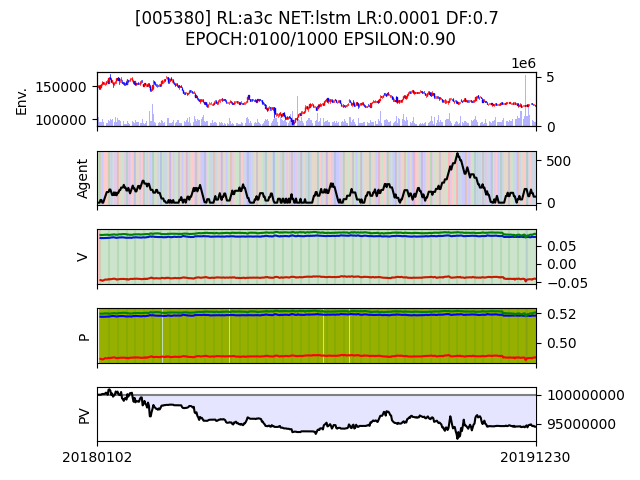 [005380] RL:a3c NET:lstm LR:0.0001 DF:0.7
EPOCH:0100/1000 EPSILON:0.90
1e6
Env.
150000
100000
5
0
Agent
500
0
V
0.05
0.00
−0.05
P
0.52
0.50
PV
100000000
95000000
20180102
20191230